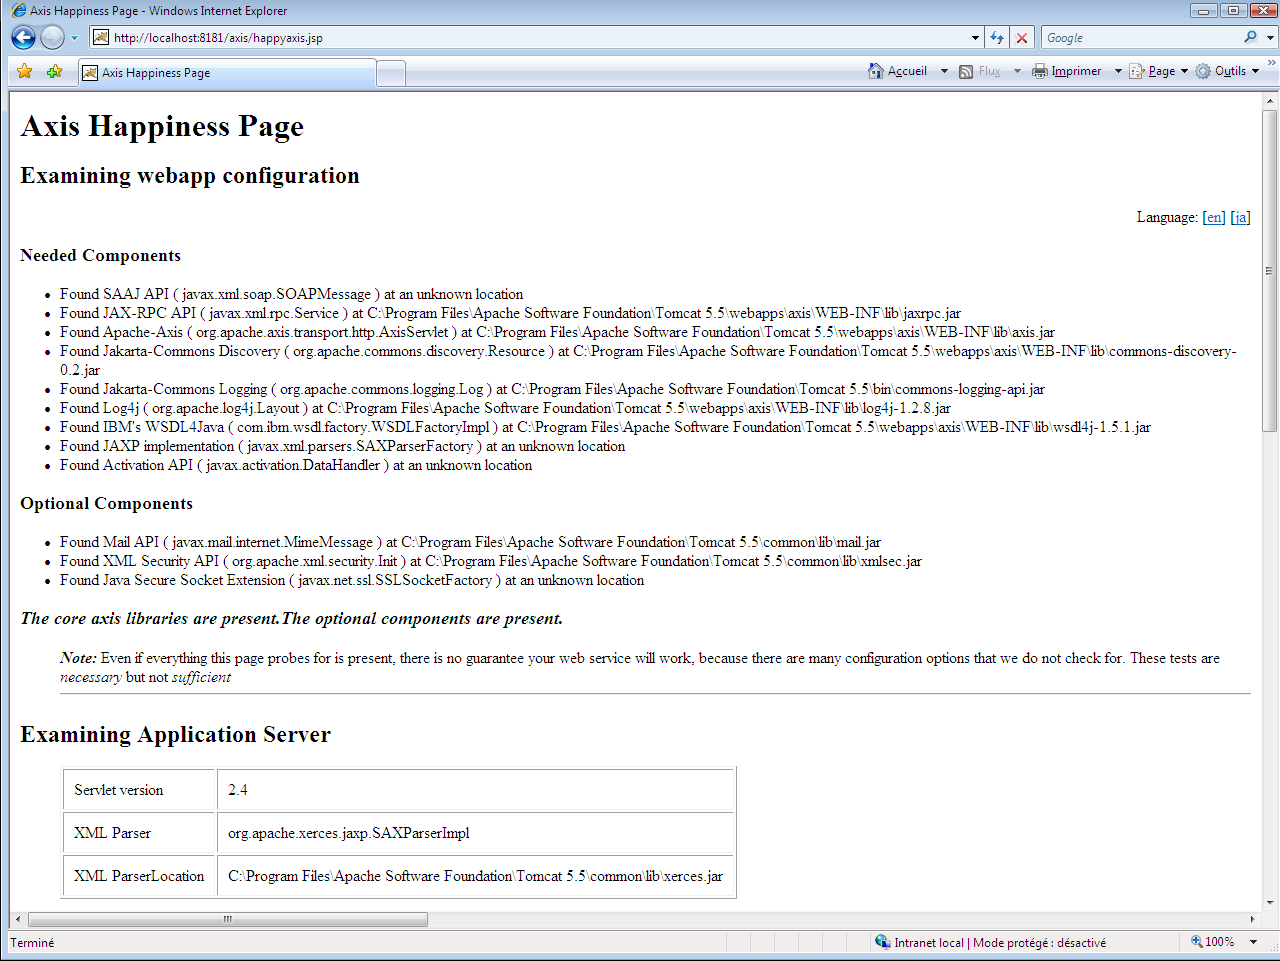 Axis Happiness Page - Windows Internet Explorer
http://localhost:8181/axis/happyaxis.jsp
Google
Axis Happiness Page
Accueil
Flux
Imprimer
Page
Outils
Axis Happiness Page
Examining webapp configuration
Language: [en] [ja]
Needed Components
Found SAAJ API ( javax.xml.soap.SOAPMessage ) at an unknown location
Found JAX-RPC API ( javax.xml.rpc.Service ) at C:\Program Files\Apache Software Foundation\Tomcat 5.5\webapps\axis\WEB-INF\lib\jaxrpc.jar
Found Apache-Axis ( org.apache.axis.transport.http.AxisServlet ) at C:\Program Files\Apache Software Foundation\Tomcat 5.5\webapps\axis\WEB-INF\lib\axis.jar
Found Jakarta-Commons Discovery ( org.apache.commons.discovery.Resource ) at C:\Program Files\Apache Software Foundation\Tomcat 5.5\webapps\axis\WEB-INF\lib\commons-discovery-
0.2.jar
Found Jakarta-Commons Logging ( org.apache.commons.logging.Log ) at C:\Program Files\Apache Software Foundation\Tomcat 5.5\bin\commons-logging-api.jar
Found Log4j ( org.apache.log4j.Layout ) at C:\Program Files\Apache Software Foundation\Tomcat 5.5\webapps\axis\WEB-INF\lib\log4j-1.2.8.jar
Found IBM's WSDL4Java ( com.ibm.wsdl.factory.WSDLFactoryImpl ) at C:\Program Files\Apache Software Foundation\Tomcat 5.5\webapps\axis\WEB-INF\lib\wsdl4j-1.5.1.jar
Found JAXP implementation ( javax.xml.parsers.SAXParserFactory ) at an unknown location
Found Activation API ( javax.activation.DataHandler ) at an unknown location
Optional Components
Found Mail API ( javax.mail.internet.MimeMessage ) at C:\Program Files\Apache Software Foundation\Tomcat 5.5\common\lib\mail.jar
Found XML Security API ( org.apache.xml.security.Init ) at C:\Program Files\Apache Software Foundation\Tomcat 5.5\common\lib\xmlsec.jar
Found Java Secure Socket Extension ( javax.net.ssl.SSLSocketFactory ) at an unknown location
The core axis libraries are present.The optional components are present.
Note: Even if everything this page probes for is present, there is no guarantee your web service will work, because there are many configuration options that we do not check for. These tests are
necessary but not sufficient
Examining Application Server
Servlet version 2.4
XML Parser org.apache.xerces.jaxp.SAXParserImpl
XML ParserLocation C:\Program Files\Apache Software Foundation\Tomcat 5.5\common\lib\xerces.jar
Terminé
Intranet local | Mode protégé : désactivé
100%